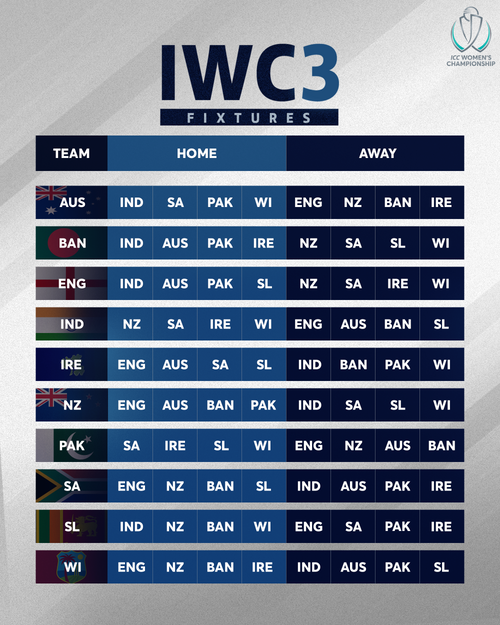 ICC WOMEN'S
CHAMPIONSHIP
IWC3
FIXTURES
TEAM HOME AWAY
AUS IND SA PAK WI ENG NZ BAN IRE
BAN IND AUS PAK IRE NZ SA SL WI
ENG IND AUS PAK SL NZ SA IRE WI
IND NZ SA IRE WI ENG AUS BAN SL
IRE ENG AUS SA SL IND BAN PAK WI
NZ ENG AUS BAN PAK IND SA SL WI
PAK SA IRE SL WI ENG NZ AUS BAN
SA ENG NZ BAN SL IND AUS PAK IRE
SL IND NZ BAN WI ENG SA PAK IRE
WI ENG NZ BAN IRE IND AUS PAK SL